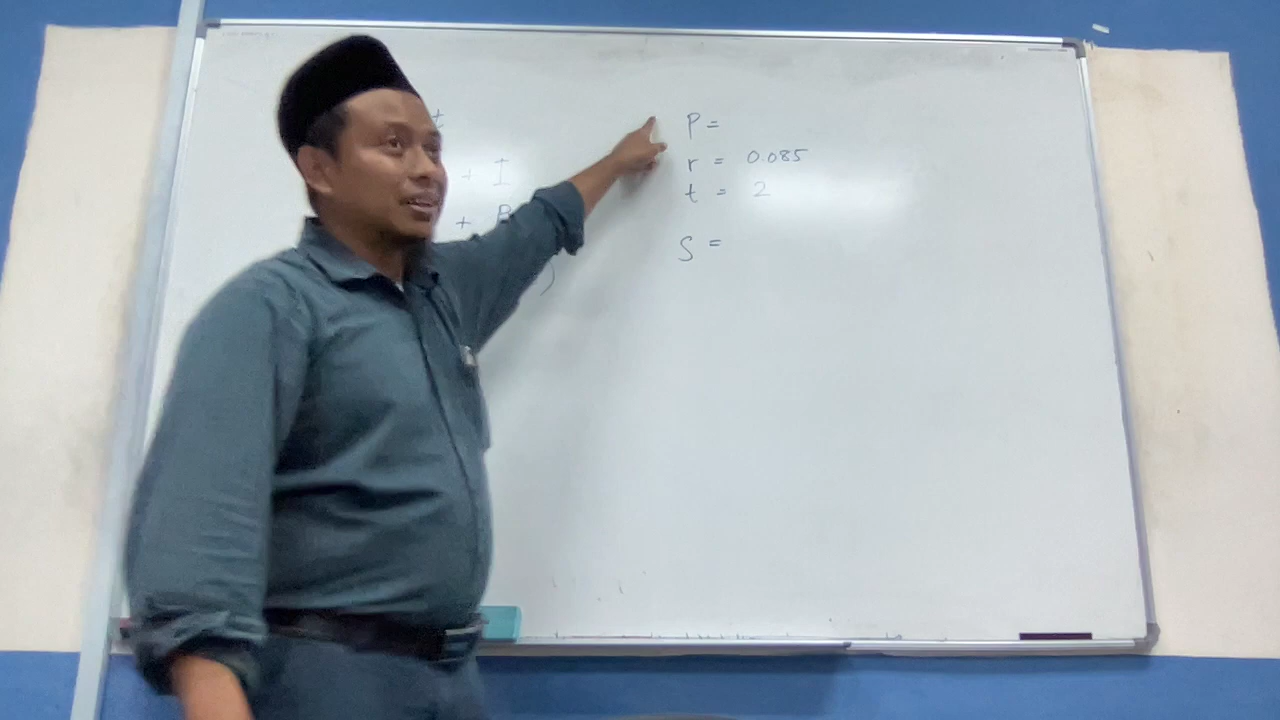 t
+ I
+ P
)
P =
r = 0.085
t = 2
S =